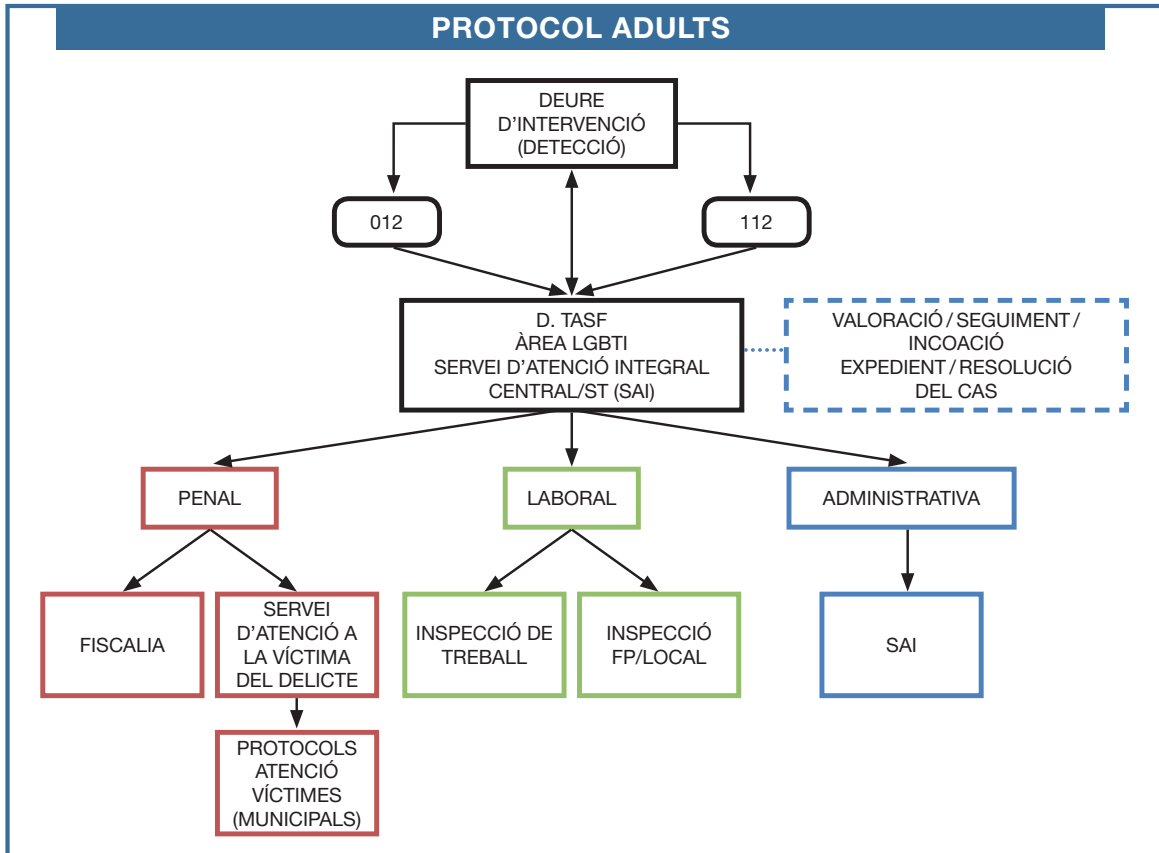 PROTOCOL ADULTS
DEURE
D'INTERVENCIÓ
(DETECCIÓ)
012
112
D. TASF
ÀREA LGBTI
SERVEI D'ATENCIÓ INTEGRAL
CENTRAL/ST (SAI)
VALORACIÓ / SEGUIMENT /
INCOACIÓ
EXPEDIENT / RESOLUCIÓ
DEL CAS
PENAL
LABORAL
ADMINISTRATIVA
FISCALIA
SERVEI
D'ATENCIÓ A
LA VÍCTIMA
DEL DELICTE
INSPECCIÓ DE
TREBALL
INSPECCIÓ
FP/LOCAL
SAI
PROTOCOLS
ATENCIÓ
VÍCTIMES
(MUNICIPALS)